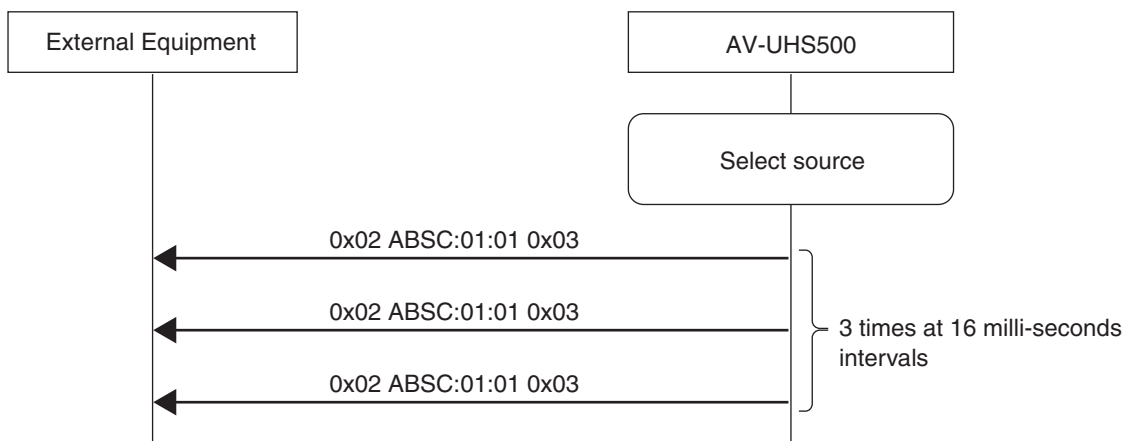 External Equipment
AV-UHS500
Select source
0x02 ABSC:01:01 0x03
0x02 ABSC:01:01 0x03
3 times at 16 milli-seconds
intervals
0x02 ABSC:01:01 0x03